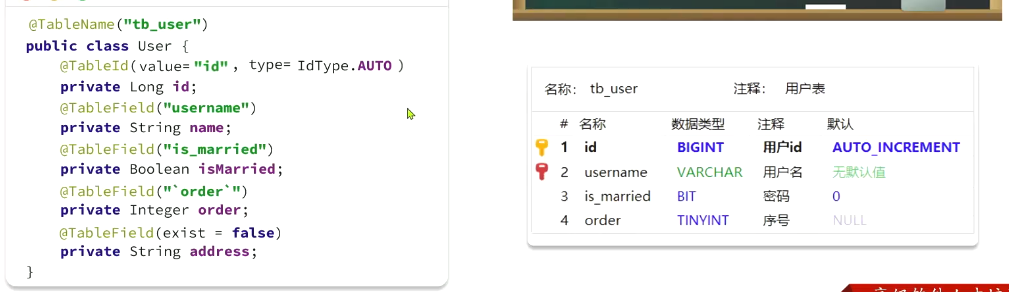 @TableName("tb_user")
public class User {
@TableId(value="id", type= IdType.AUTO )
private Long id;
@TableField("username")
private String name;
@TableField("is_married")
private Boolean isMarried;
@TableField("`order`")
private Integer order;
@TableField(exist = false)
private String address;
}
名称: tb_user 注释: 用户表
# 名称 数据类型 注释 默认
1 id BIGINT 用户id AUTO_INCREMENT
2 username VARCHAR 用户名 无默认值
3 is_married BIT 密码 0
4 order TINYINT 序号 NULL